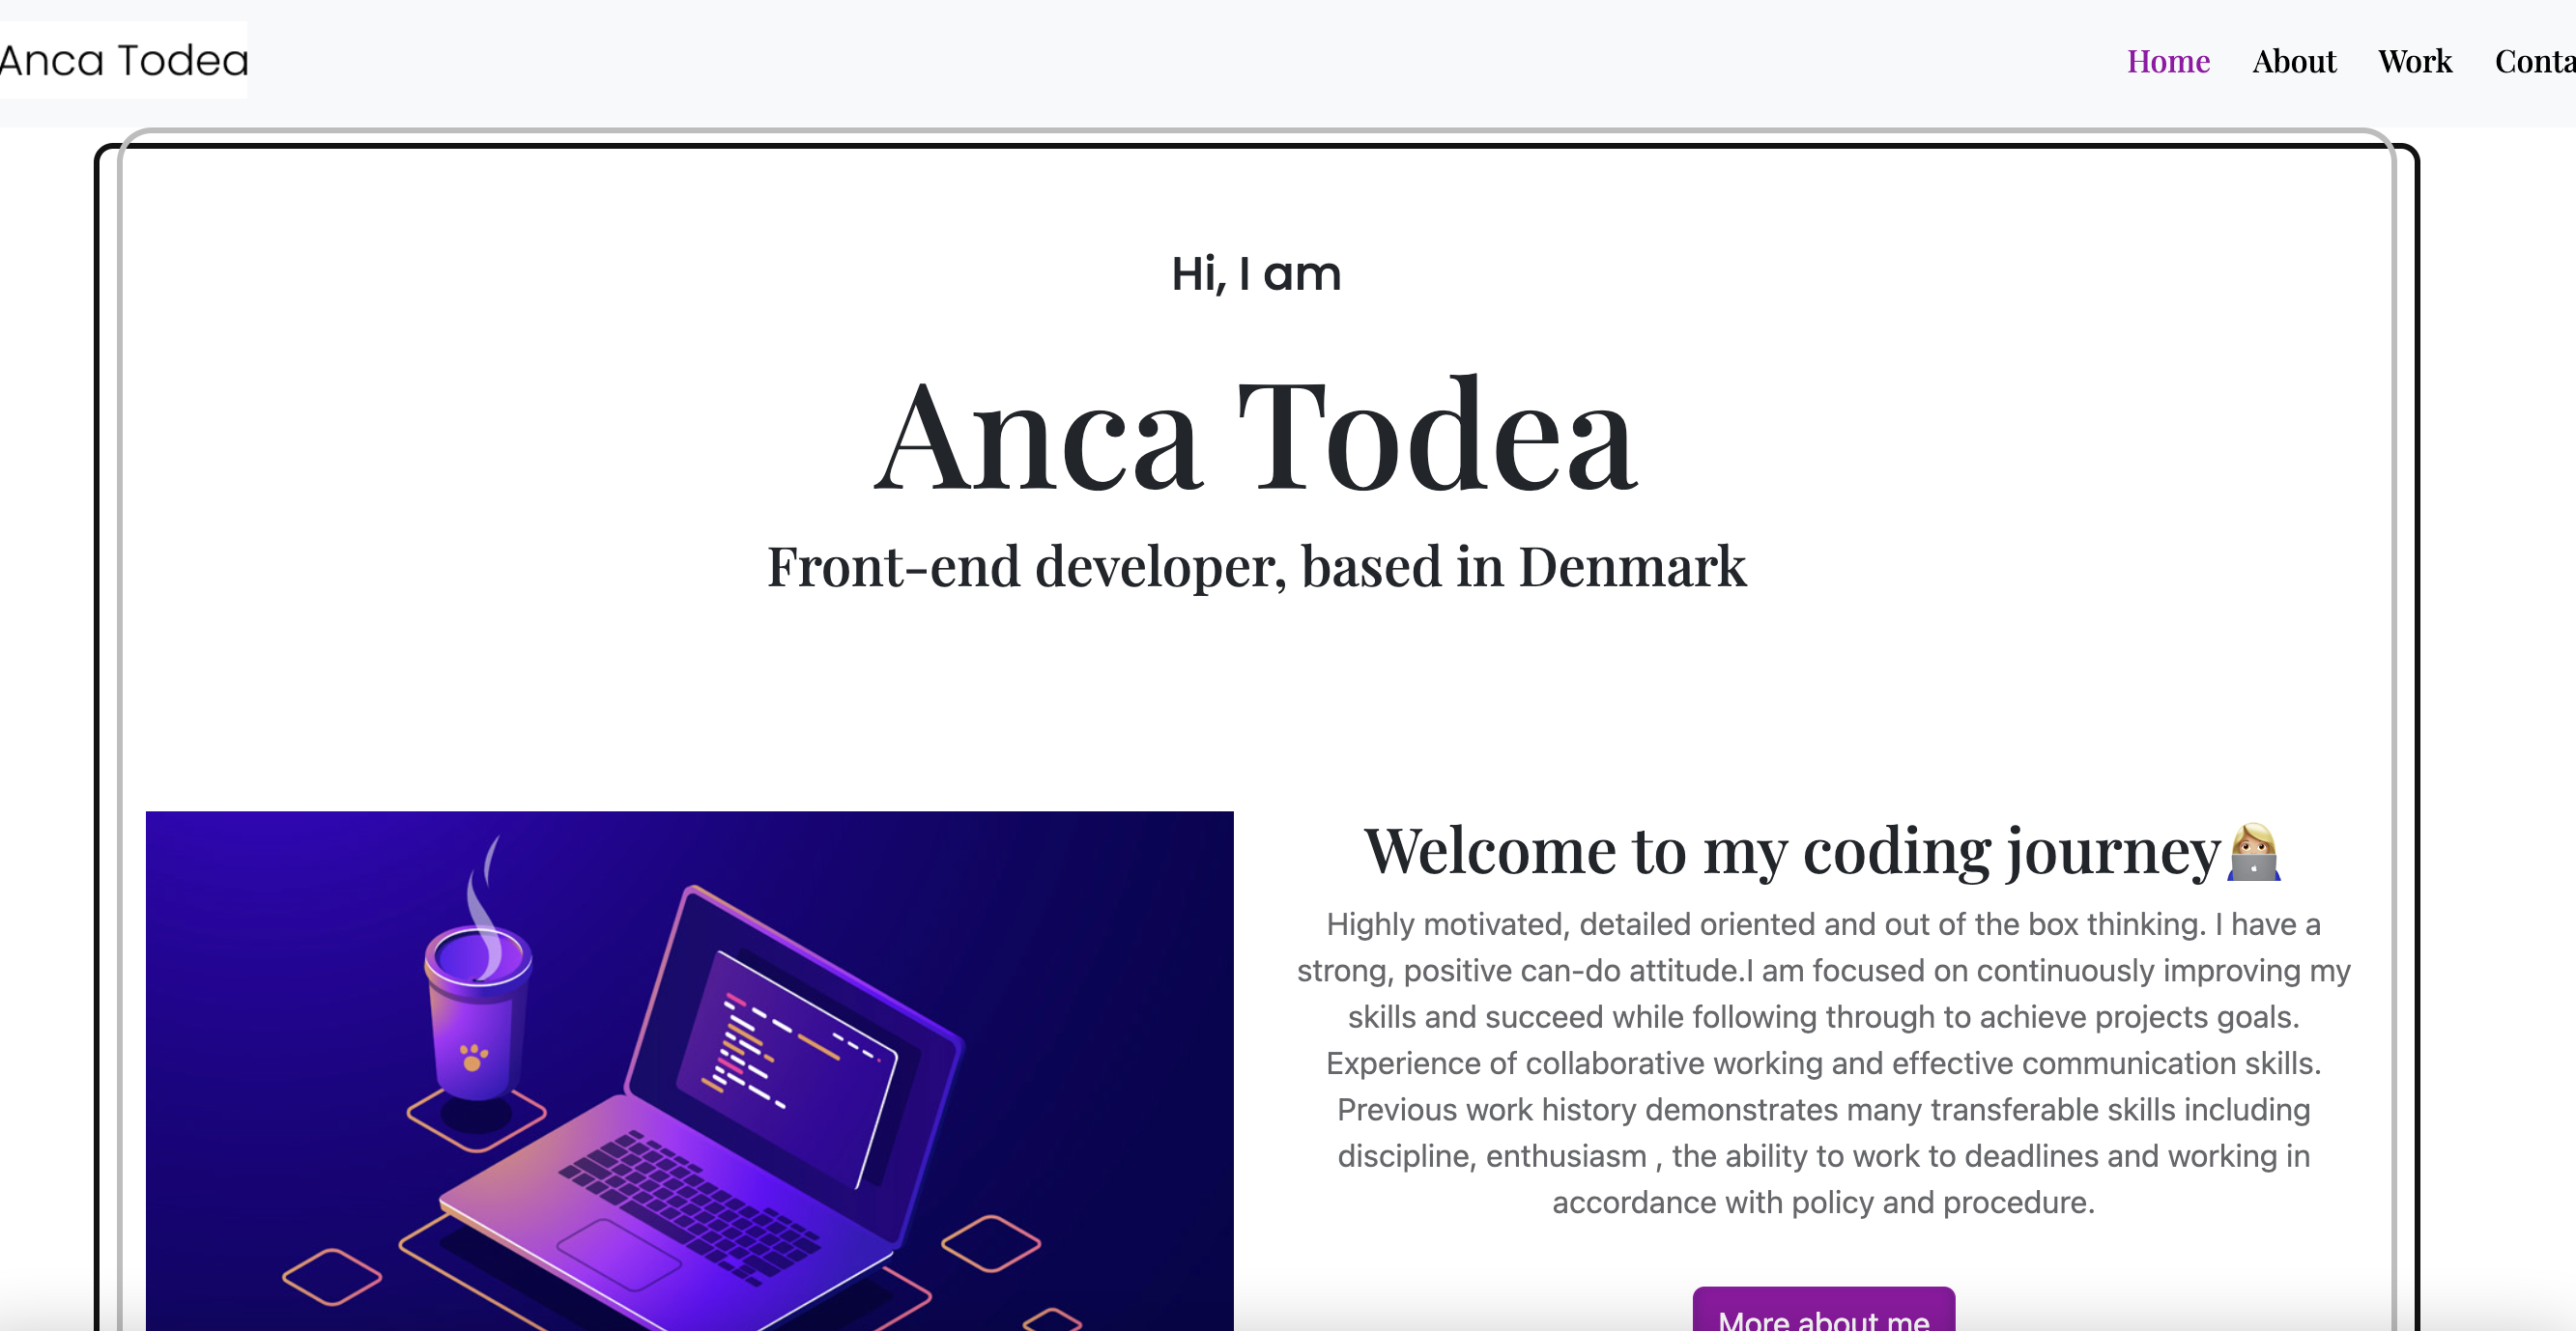 Anca Todea
Home About Work Conta
Hi, I am
Anca Todea
Front-end developer, based in Denmark
Welcome to my coding journey👩🏼‍💻
Highly motivated, detailed oriented and out of the box thinking. I have a
strong, positive can-do attitude.I am focused on continuously improving my
skills and succeed while following through to achieve projects goals.
Experience of collaborative working and effective communication skills.
Previous work history demonstrates many transferable skills including
discipline, enthusiasm , the ability to work to deadlines and working in
accordance with policy and procedure.
More about me